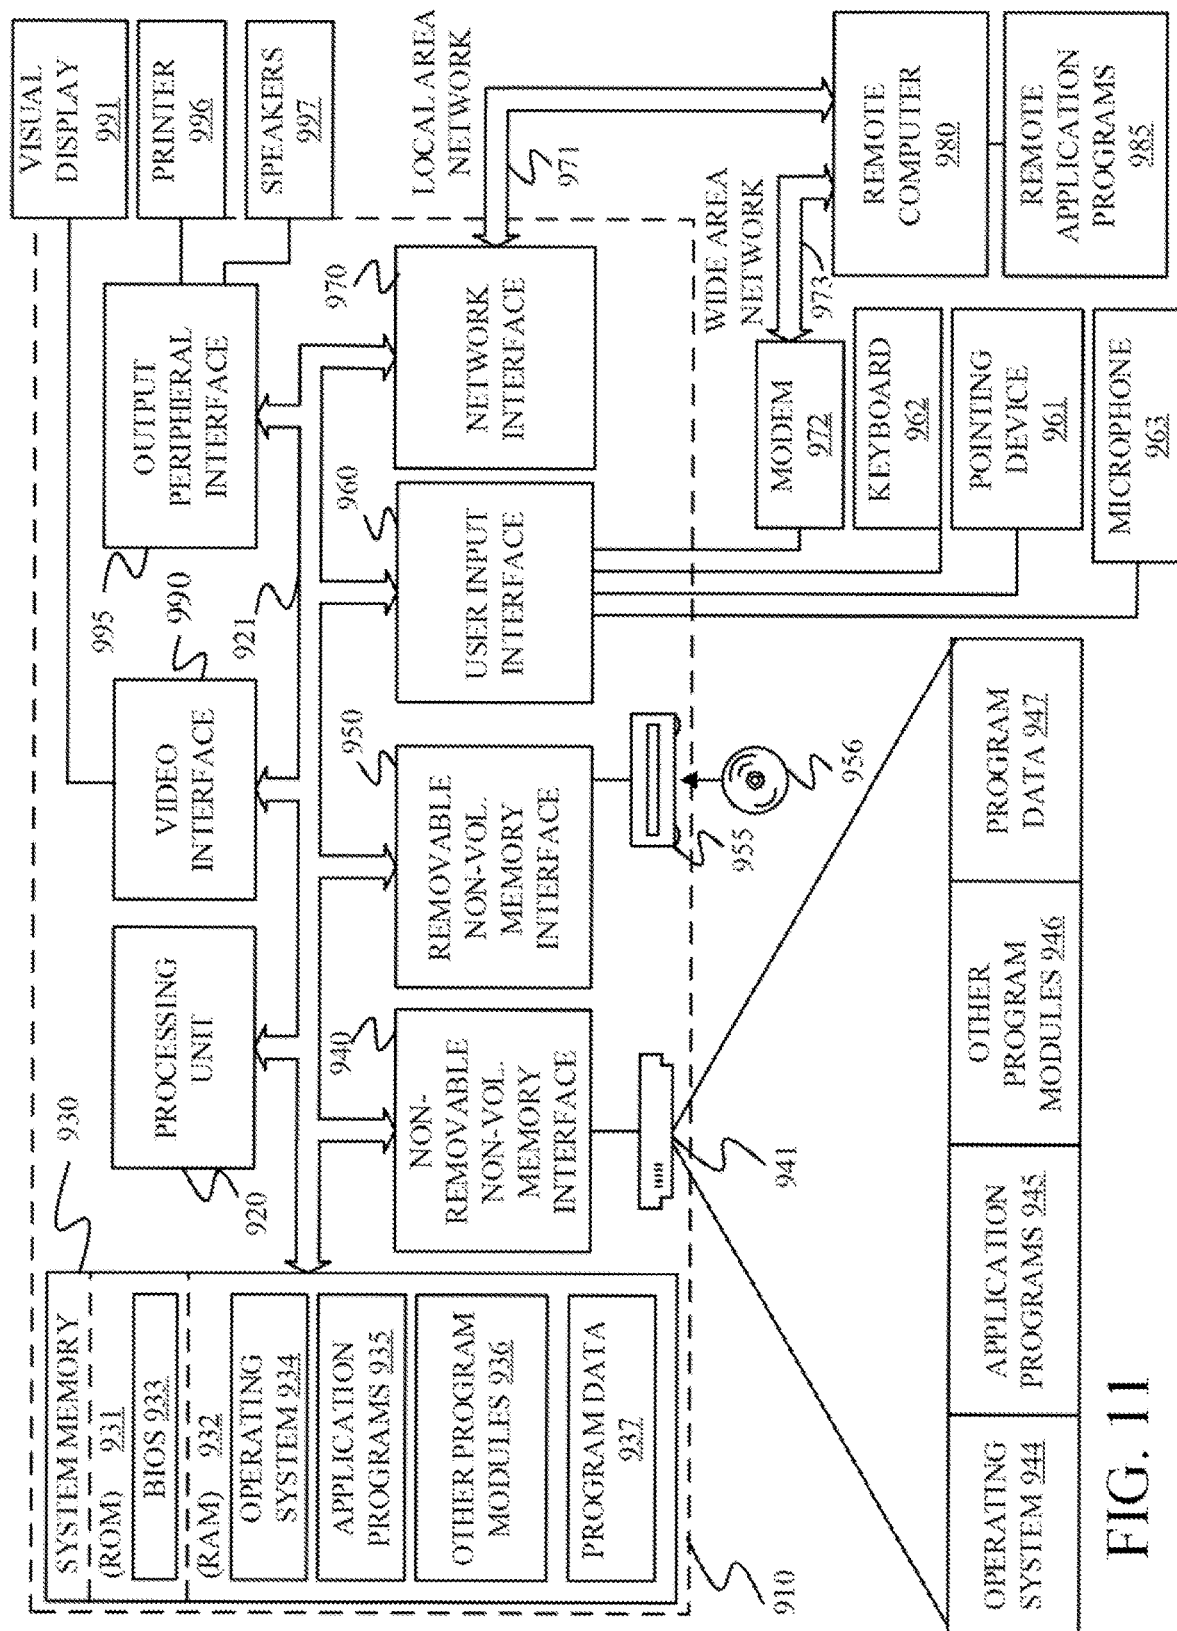 SYSTEM MEMORY
(ROM) 931
BIOS 933
(RAM) 932
OPERATING
SYSTEM 934
APPLICATION
PROGRAMS 935
OTHER PROGRAM
MODULES 936
PROGRAM DATA
937
910
930
920
PROCESSING
UNIT
VIDEO
INTERFACE
990
995
OUTPUT
PERIPHERAL
INTERFACE
921
VISUAL
DISPLAY
991
PRINTER
996
SPEAKERS
997
940
NON-
REMOVABLE
NON-VOL.
MEMORY
INTERFACE
950
REMOVABLE
NON-VOL.
MEMORY
INTERFACE
960
USER INPUT
INTERFACE
970
NETWORK
INTERFACE
LOCAL AREA
NETWORK
971
941
955
956
WIDE AREA
NETWORK
973
MODEM
972
KEYBOARD
962
POINTING
DEVICE
961
MICROPHONE
963
REMOTE
COMPUTER
980
REMOTE
APPLICATION
PROGRAMS
985
OPERATING
SYSTEM 944
APPLICATION
PROGRAMS 945
OTHER
PROGRAM
MODULES 946
PROGRAM
DATA 947
FIG. 11